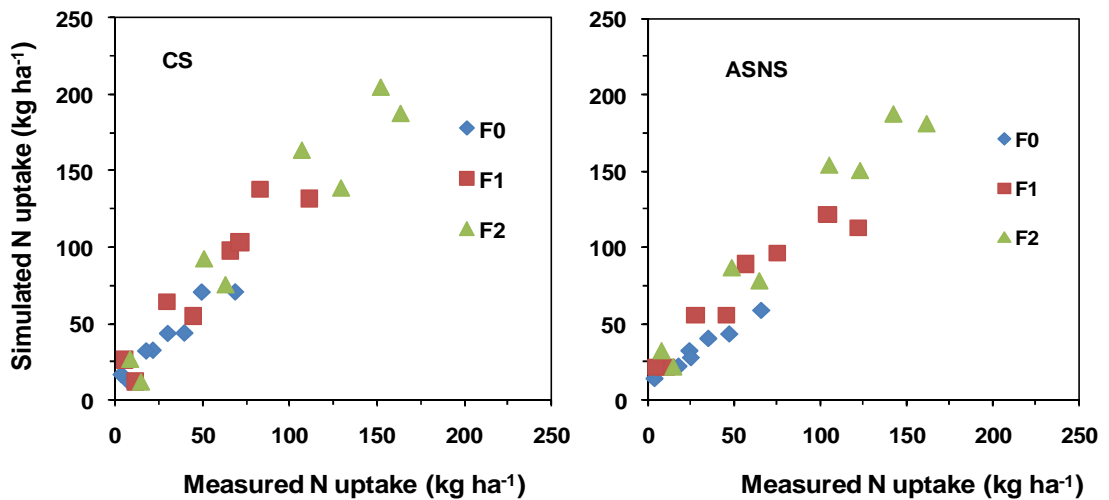 250
200
150
100
50
0
Simulated N uptake (kg ha-1)
CS
F0
F1
F2
0 50 100 150 200 250
Measured N uptake (kg ha-1)
250
200
150
100
50
0
ASNS
F0
F1
F2
0 50 100 150 200 250
Measured N uptake (kg ha-1)